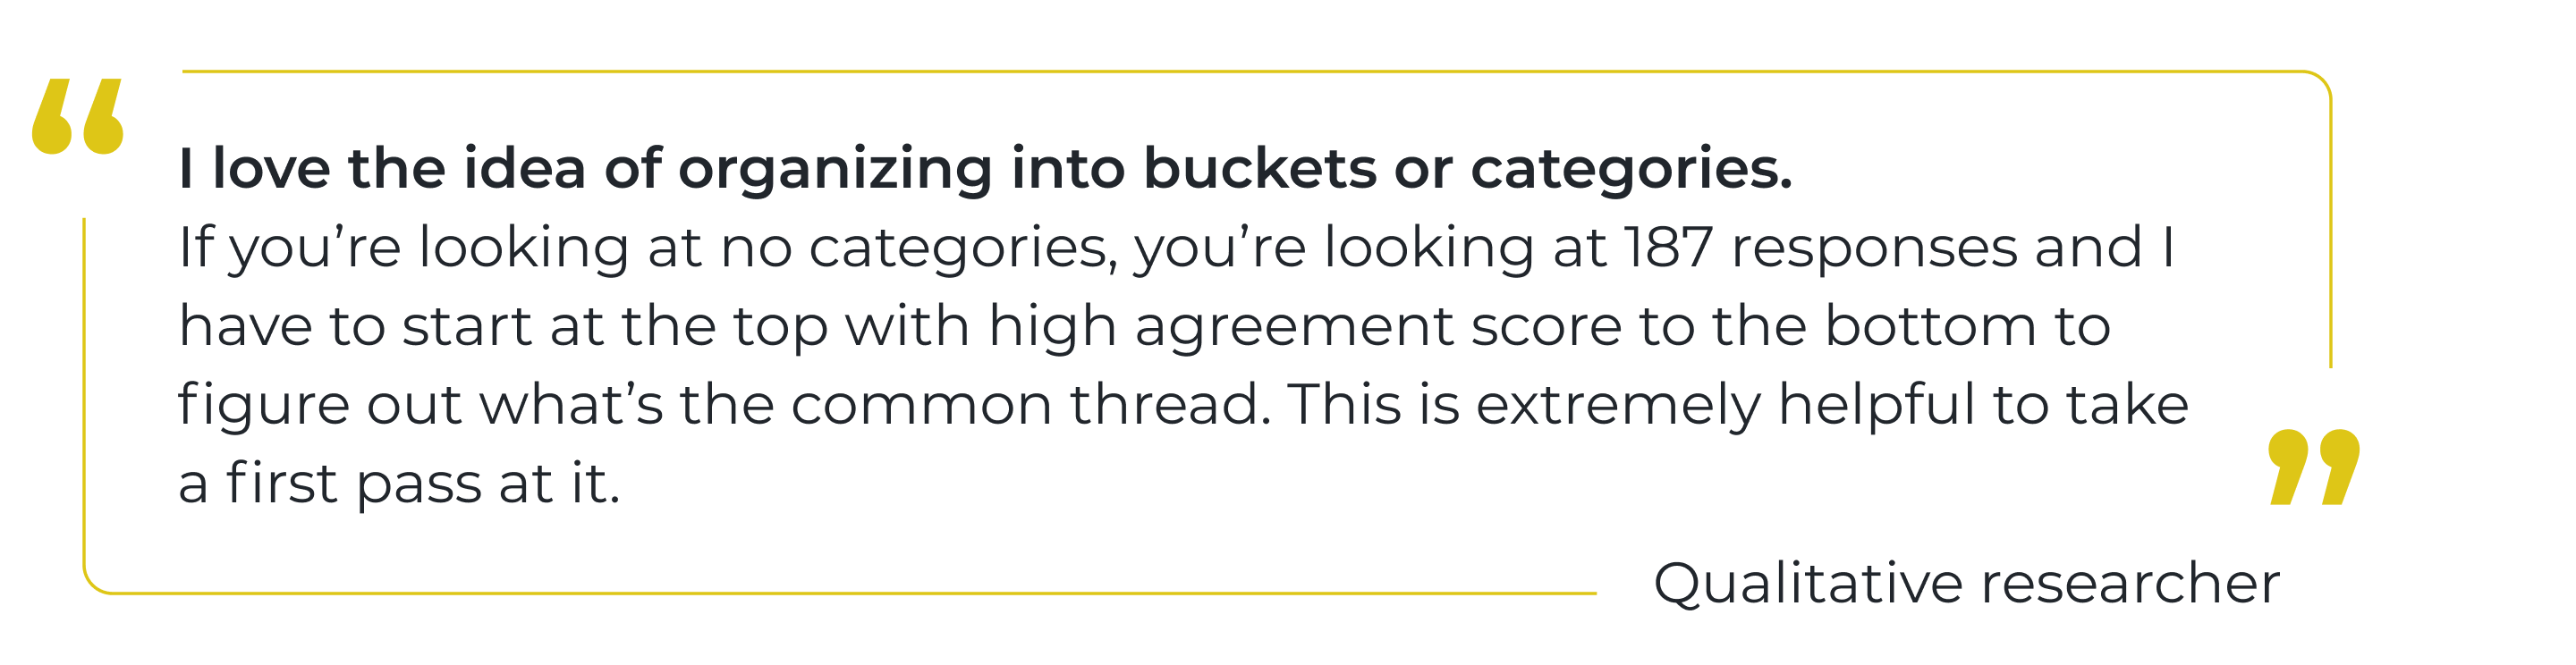 “
I love the idea of organizing into buckets or categories.
If you’re looking at no categories, you’re looking at 187 responses and I
have to start at the top with high agreement score to the bottom to
figure out what’s the common thread. This is extremely helpful to take
a first pass at it.
”
Qualitative researcher